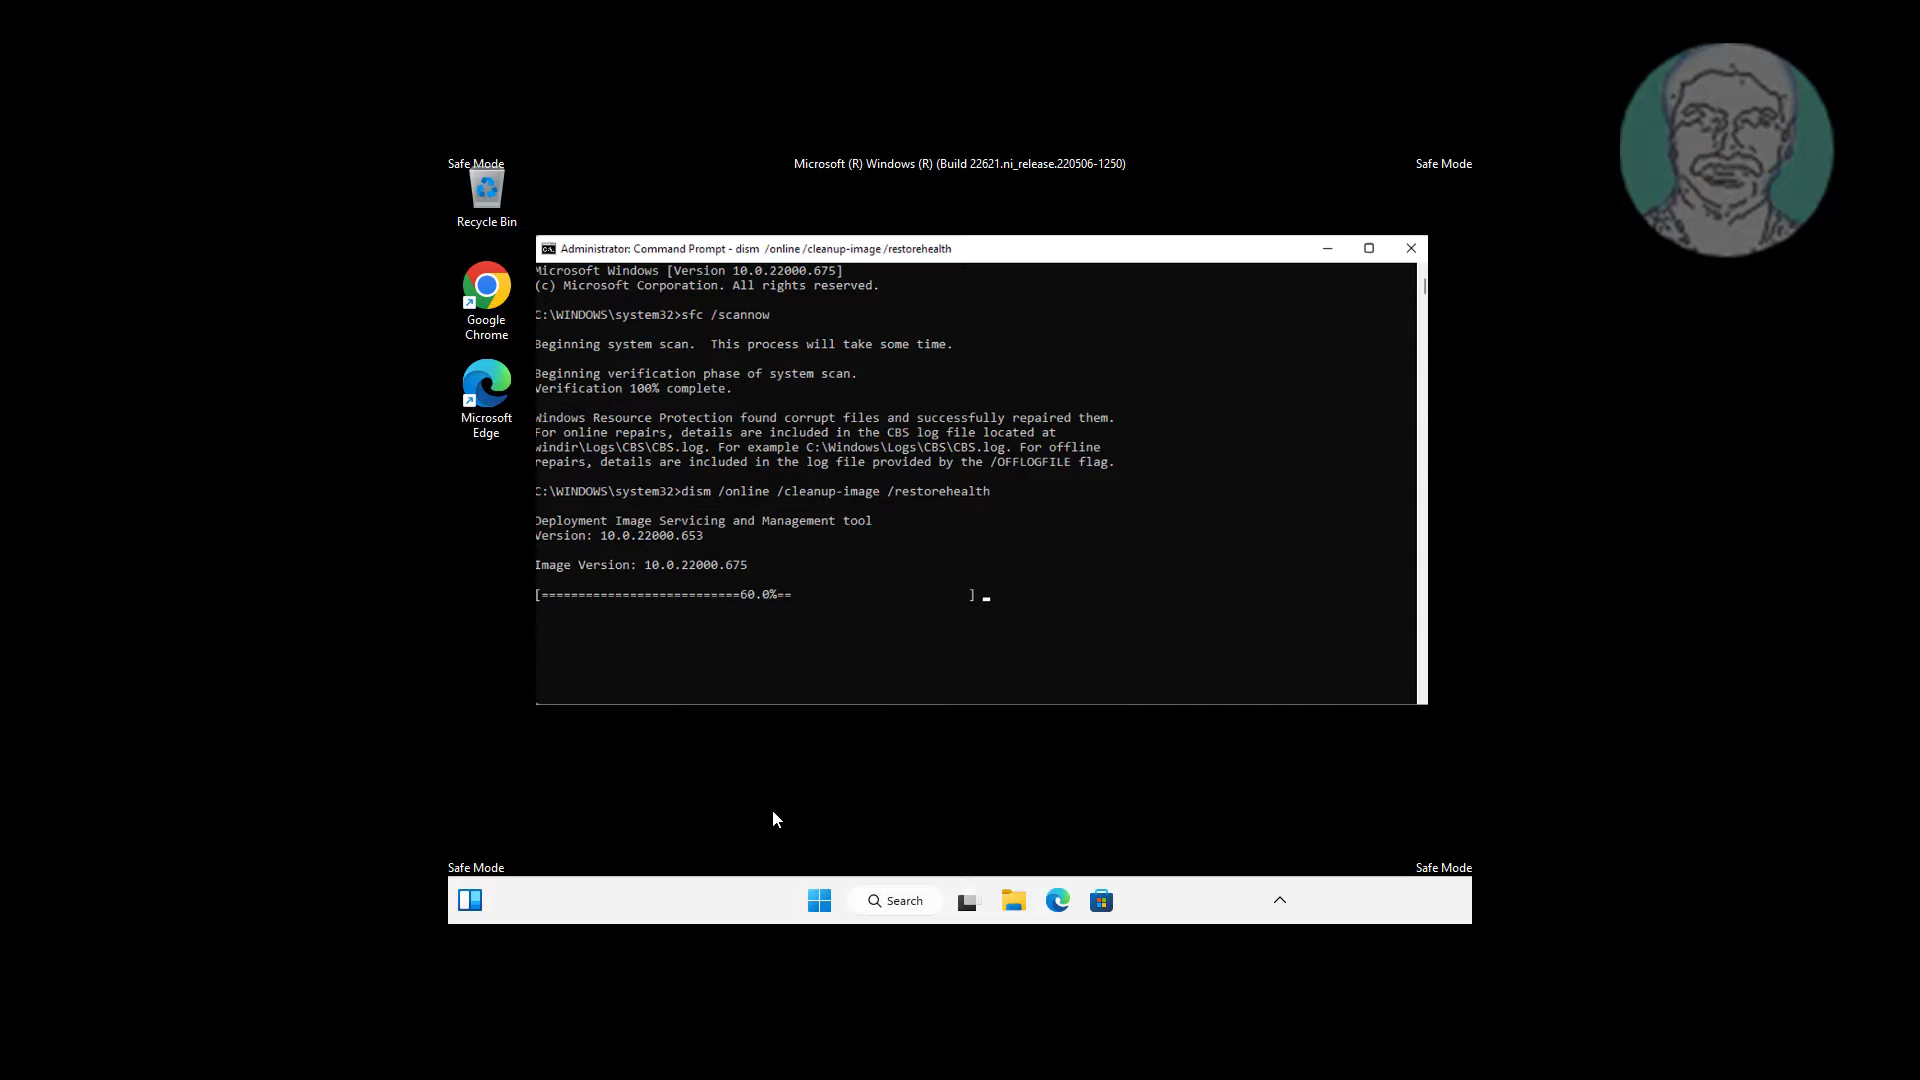 Safe Mode
Microsoft (R) Windows (R) (Build 22621.ni_release.220506-1250)
Safe Mode
Recycle Bin
Google
Chrome
Microsoft
Edge
Administrator: Command Prompt - dism  /online /cleanup-image /restorehealth
Microsoft Windows [Version 10.0.22000.675]
(c) Microsoft Corporation. All rights reserved.
C:\WINDOWS\system32>sfc /scannow
Beginning system scan.  This process will take some time.
Beginning verification phase of system scan.
Verification 100% complete.
Windows Resource Protection found corrupt files and successfully repaired them.
For online repairs, details are included in the CBS log file located at
windir\Logs\CBS\CBS.log. For example C:\Windows\Logs\CBS\CBS.log. For offline
repairs, details are included in the log file provided by the /OFFLOGFILE flag.
C:\WINDOWS\system32>dism /online /cleanup-image /restorehealth
Deployment Image Servicing and Management tool
Version: 10.0.22000.653
Image Version: 10.0.22000.675
[===========================60.0%==                        ]
Safe Mode
Safe Mode
Search